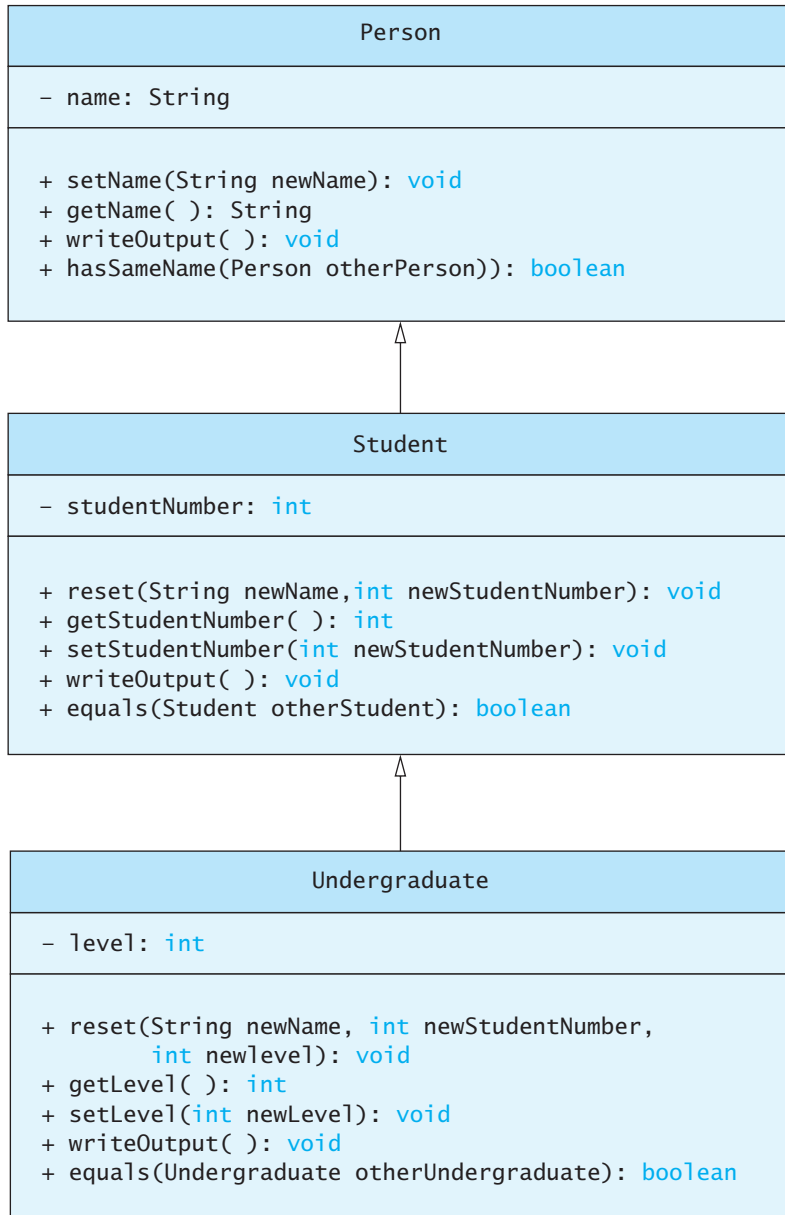 Person
– name: String
+ setName(String newName): void
+ getName( ): String
+ writeOutput( ): void
+ hasSameName(Person otherPerson)): boolean
Student
– studentNumber: int
+ reset(String newName,int newStudentNumber): void
+ getStudentNumber( ): int
+ setStudentNumber(int newStudentNumber): void
+ writeOutput( ): void
+ equals(Student otherStudent): boolean
Undergraduate
– level: int
+ reset(String newName, int newStudentNumber,
int newlevel): void
+ getLevel( ): int
+ setLevel(int newLevel): void
+ writeOutput( ): void
+ equals(Undergraduate otherUndergraduate): boolean